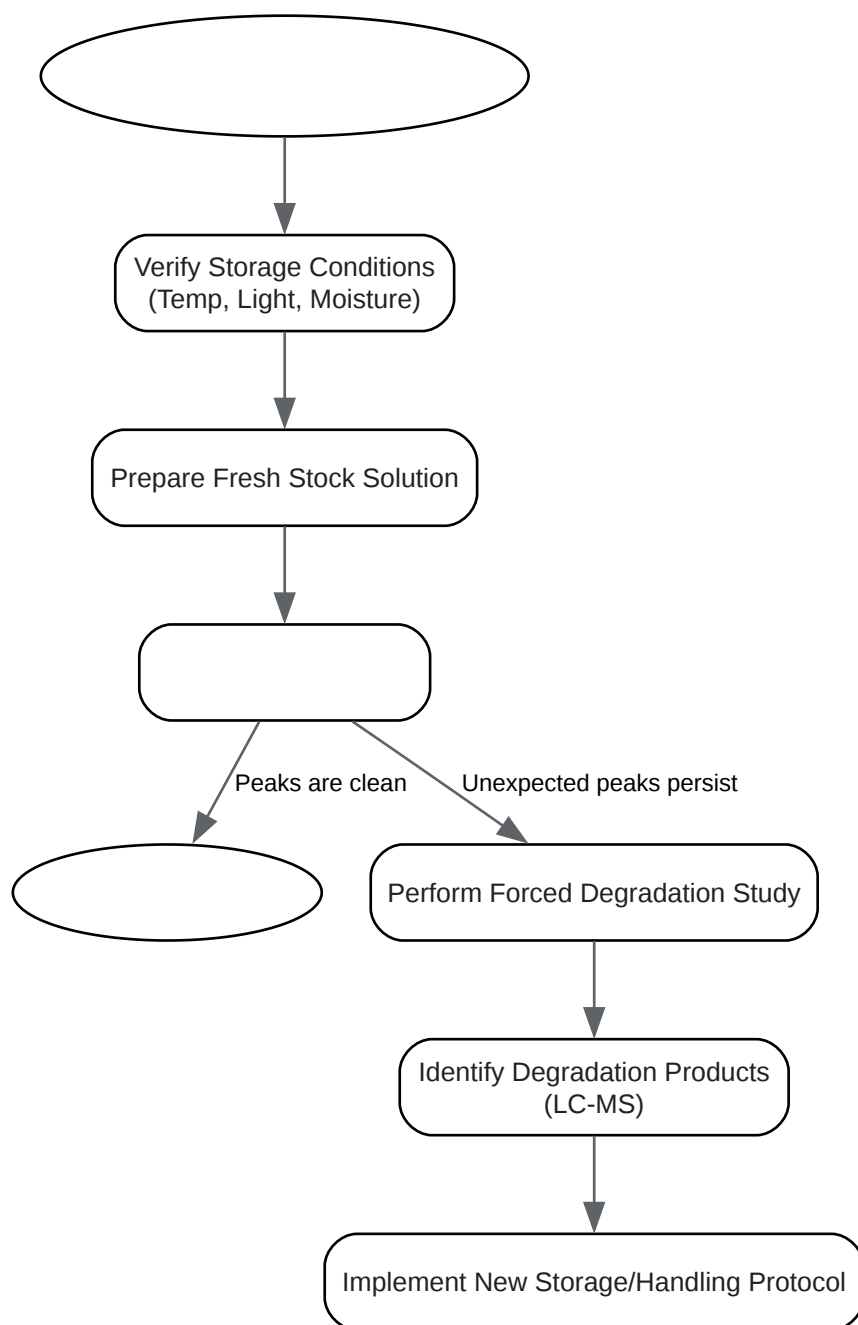 Verify Storage Conditions
(Temp, Light, Moisture)
Prepare Fresh Stock Solution
Peaks are clean
Unexpected peaks persist
Perform Forced Degradation Study
Identify Degradation Products
(LC-MS)
Implement New Storage/Handling Protocol